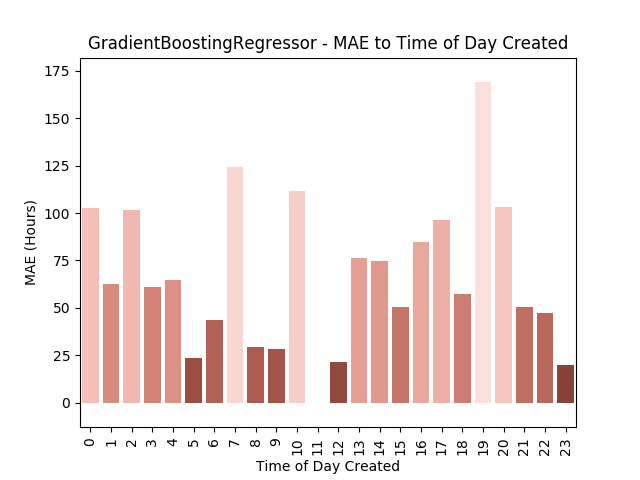 GradientBoostingRegressor - MAE to Time of Day Created
175
150
125
100
75
50
25
0
MAE (Hours)
0 1 2 3 4 5 6 7 8 9 10 11 12 13 14 15 16 17 18 19 20 21 22 23
Time of Day Created